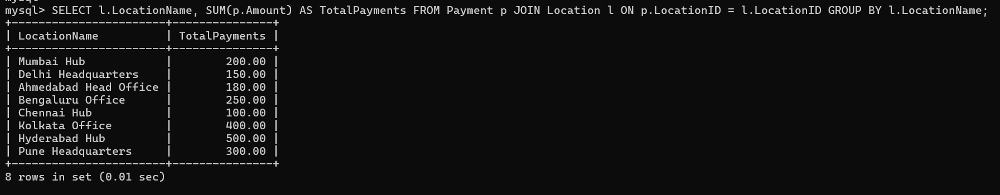 mysql> SELECT l.LocationName, SUM(p.Amount) AS TotalPayments FROM Payment p JOIN Location l ON p.LocationID = l.LocationID GROUP BY l.LocationName;
+-----------------------+---------------+
| LocationName          | TotalPayments |
+-----------------------+---------------+
| Mumbai Hub            |        200.00 |
| Delhi Headquarters    |        150.00 |
| Ahmedabad Head Office |        180.00 |
| Bengaluru Office      |        250.00 |
| Chennai Hub           |        100.00 |
| Kolkata Office        |        400.00 |
| Hyderabad Hub         |        500.00 |
| Pune Headquarters     |        300.00 |
+-----------------------+---------------+
8 rows in set (0.01 sec)